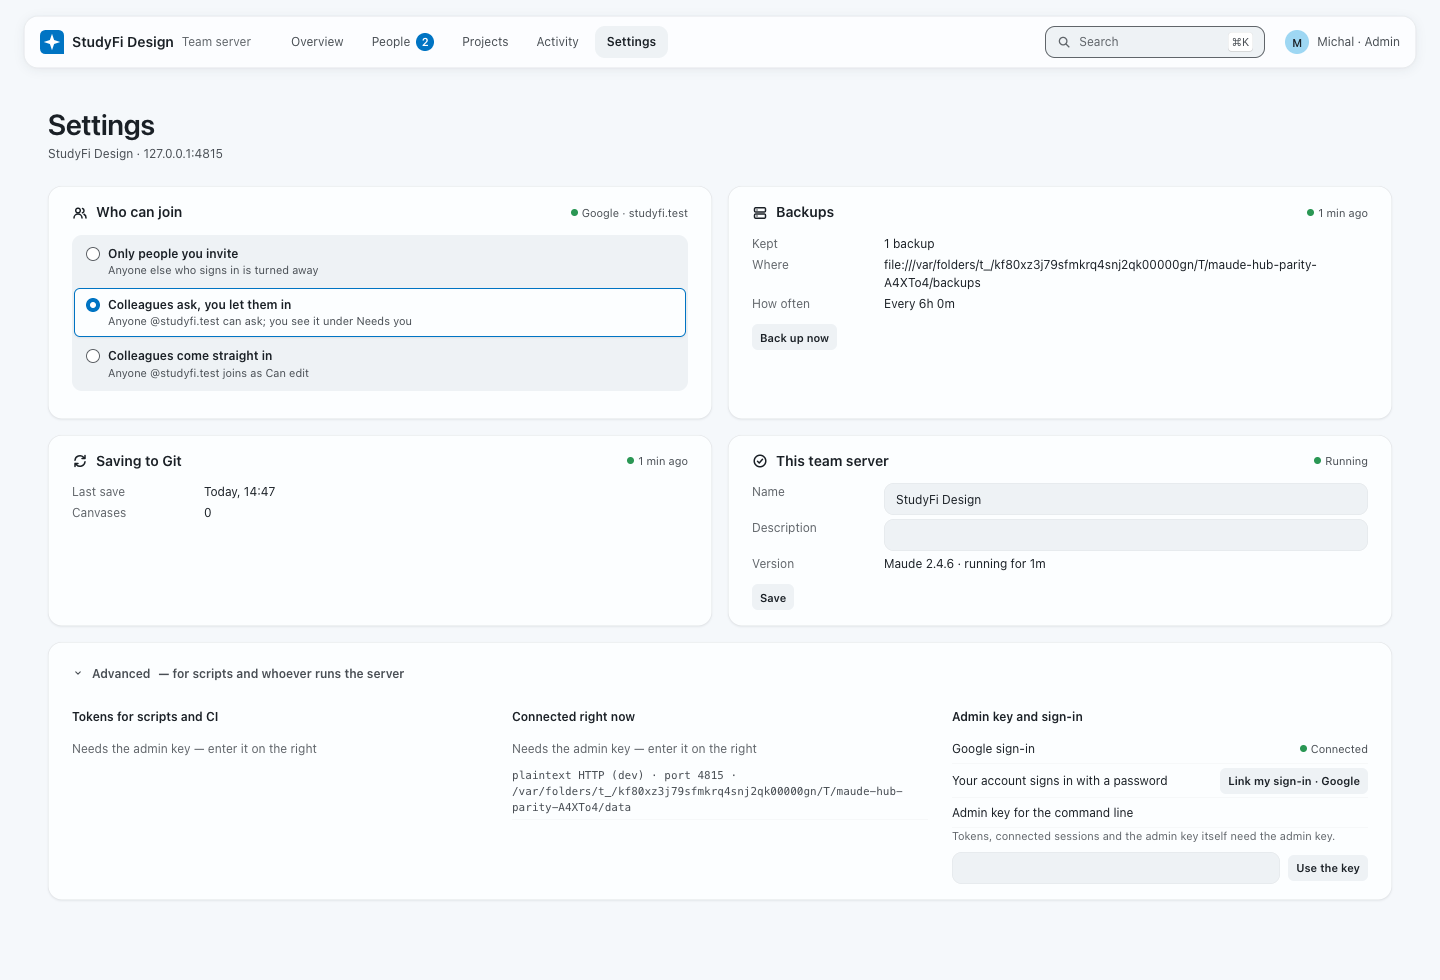 StudyFi Design Team server Overview People 2 Projects Activity Settings Search ⌘K M Michal · Admin
Settings
StudyFi Design · 127.0.0.1:4815
Who can join
Google · studyfi.test
Only people you invite
Anyone else who signs in is turned away
Colleagues ask, you let them in
Anyone @studyfi.test can ask; you see it under Needs you
Colleagues come straight in
Anyone @studyfi.test joins as Can edit
Backups
1 min ago
Kept 1 backup
Where file:///var/folders/t_/kf80xz3j79sfmkrq4snj2qk00000gn/T/maude-hub-parity-
A4XTo4/backups
How often Every 6h 0m
Back up now
Saving to Git
1 min ago
Last save Today, 14:47
Canvases 0
This team server
Running
Name StudyFi Design
Description
Version Maude 2.4.6 · running for 1m
Save
Advanced — for scripts and whoever runs the server
Tokens for scripts and CI
Needs the admin key — enter it on the right
Connected right now
Needs the admin key — enter it on the right
plaintext HTTP (dev) · port 4815 ·
/var/folders/t_/kf80xz3j79sfmkrq4snj2qk00000gn/T/maude-hub-
parity-A4XTo4/data
Admin key and sign-in
Google sign-in Connected
Your account signs in with a password Link my sign-in · Google
Admin key for the command line
Tokens, connected sessions and the admin key itself need the admin key.
Use the key